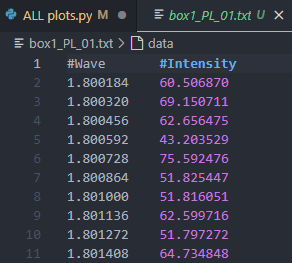 ALL plots.py M box1_PL_01.txt U
box1_PL_01.txt > data
1 #Wave #Intensity
2 1.800184 60.506870
3 1.800320 69.150711
4 1.800456 62.656475
5 1.800592 43.203529
6 1.800728 75.592476
7 1.800864 51.825447
8 1.801000 51.816051
9 1.801136 62.599716
10 1.801272 51.797272
11 1.801408 64.734848